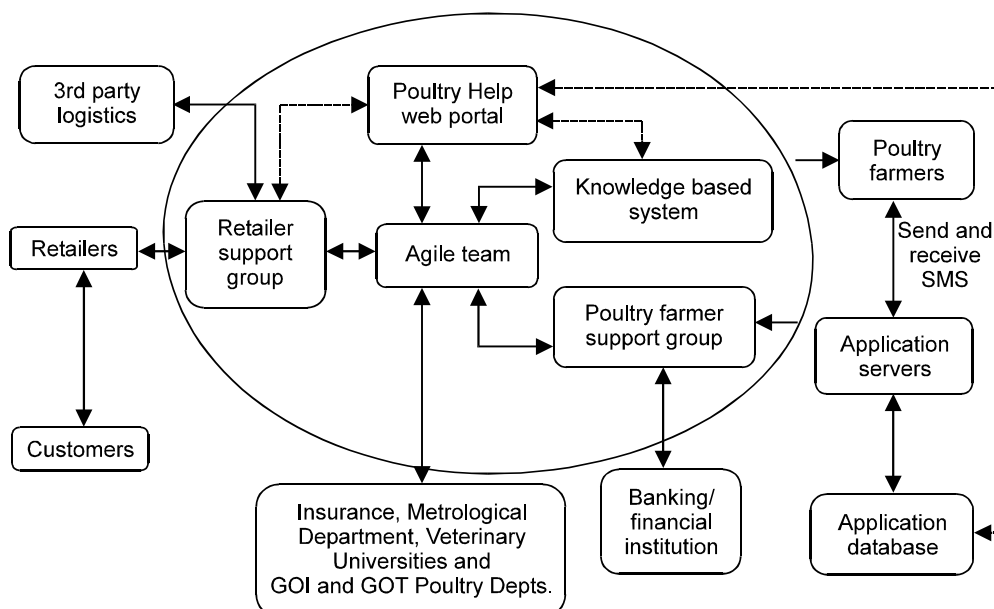 3rd party
logistics
Poultry Help
web portal
Poultry
farmers
Knowledge based
system
Retailers
Retailer
support
group
Agile team
Send and
receive
SMS
Poultry farmer
support group
Application
servers
Customers
Insurance, Metrological
Department, Veterinary
Universities and
GOI and GOT Poultry Depts.
Banking/
financial
institution
Application
database